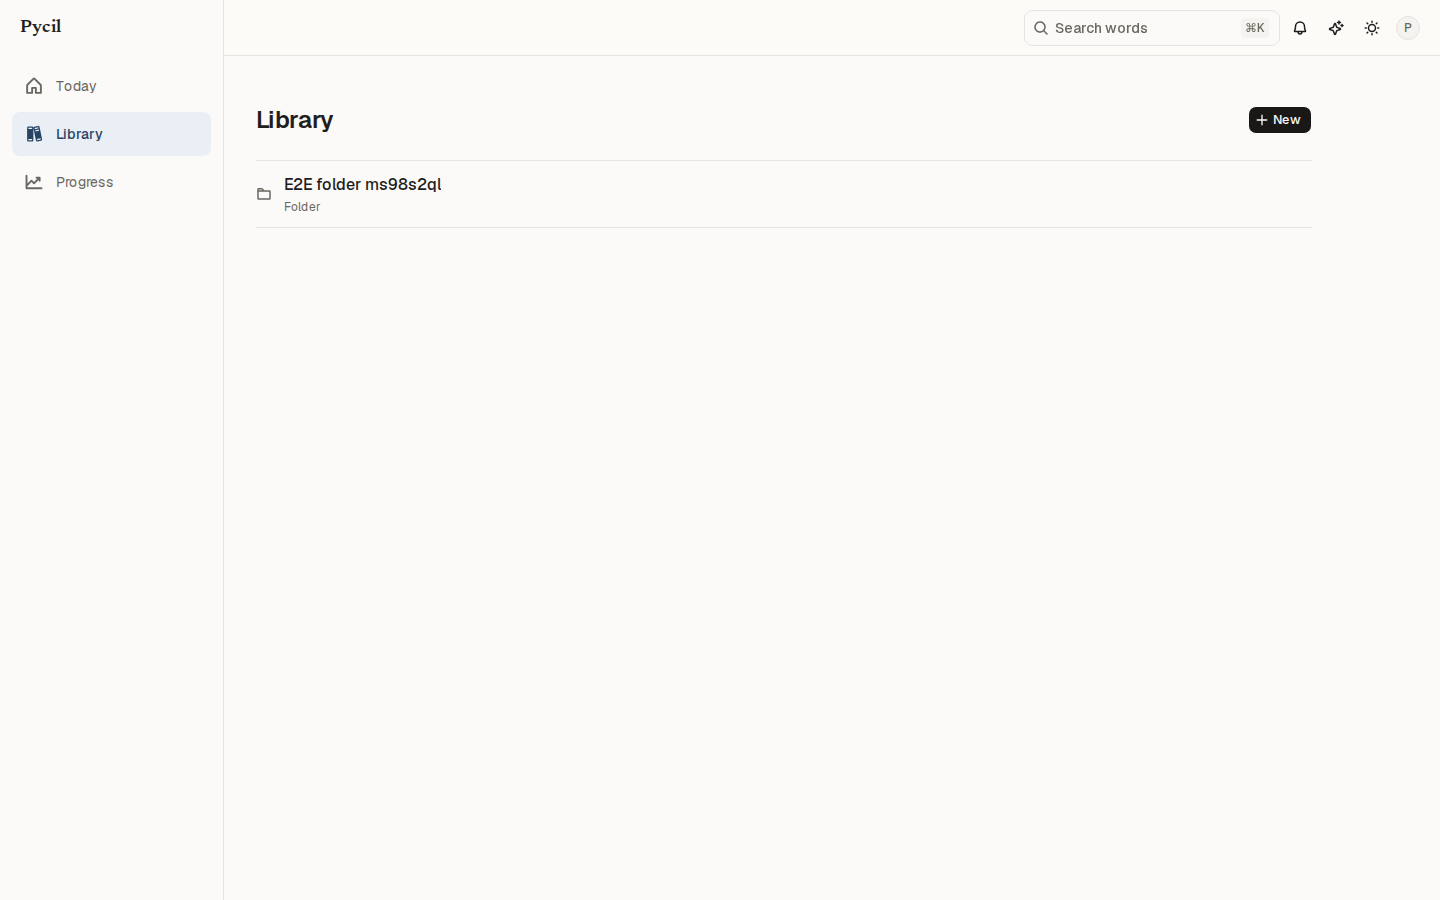 Pycil
Search words
⌘K
P
Today
Library
Progress
Library
New
E2E folder ms98s2ql
Folder